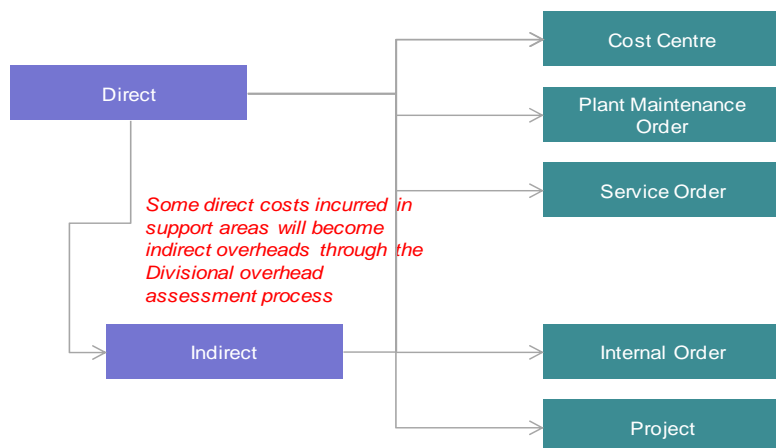 Cost Centre
Direct
Plant Maintenance
Order
Service Order
Some direct costs incurred in
support areas will become
indirect overheads through the
Divisional overhead
assessment process
Indirect
Internal Order
Project